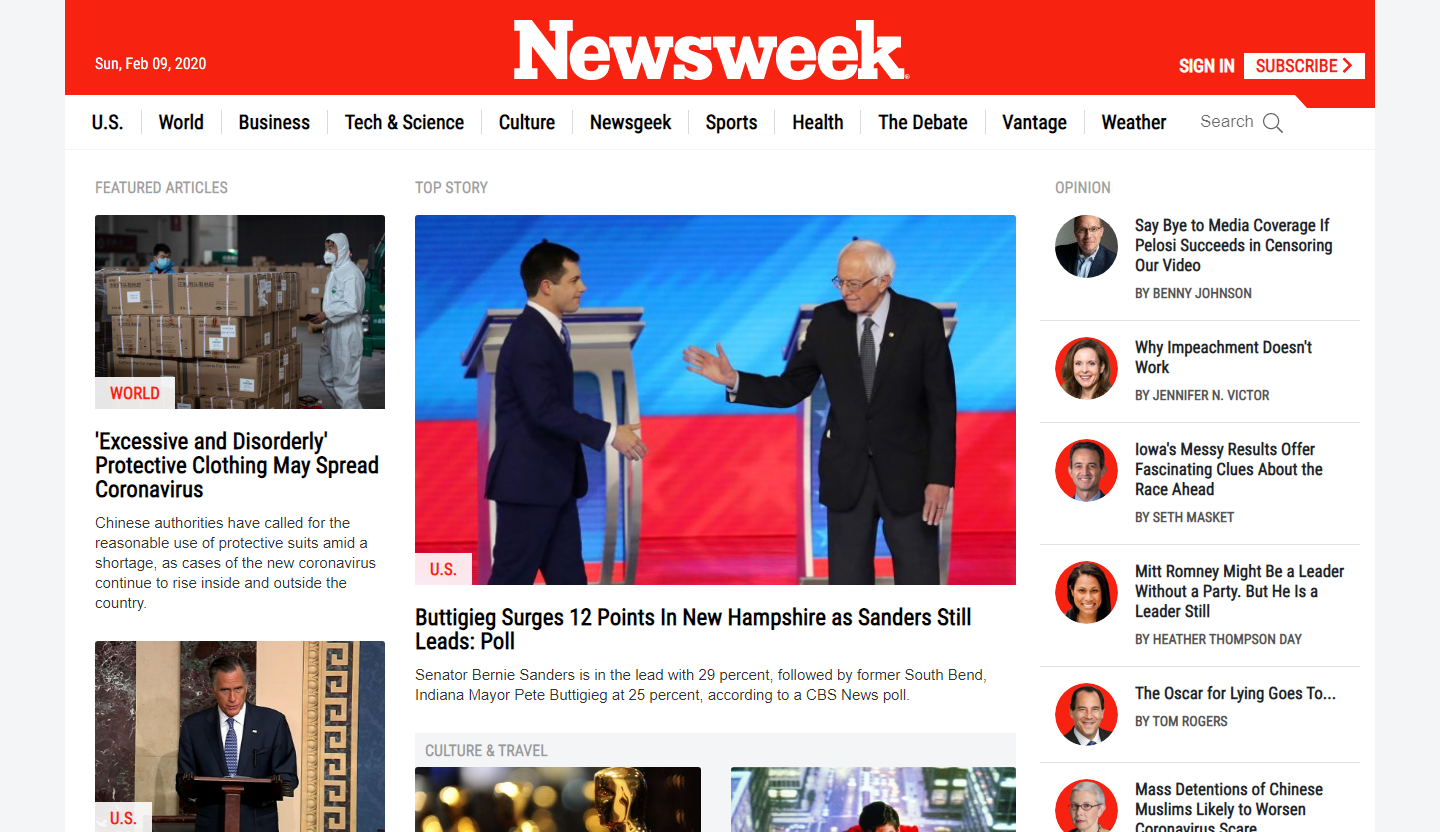 Sun, Feb 09, 2020
Newsweek
SIGN IN
SUBSCRIBE
U.S.
World
Business
Tech & Science
Culture
Newsgeek
Sports
Health
The Debate
Vantage
Weather
Search
FEATURED ARTICLES
WORLD
'Excessive and Disorderly'
Protective Clothing May Spread
Coronavirus
Chinese authorities have called for the
reasonable use of protective suits amid a
shortage, as cases of the new coronavirus
continue to rise inside and outside the
country.
U.S.
TOP STORY
U.S.
Buttigieg Surges 12 Points In New Hampshire as Sanders Still
Leads: Poll
Senator Bernie Sanders is in the lead with 29 percent, followed by former South Bend,
Indiana Mayor Pete Buttigieg at 25 percent, according to a CBS News poll.
CULTURE & TRAVEL
OPINION
Say Bye to Media Coverage If
Pelosi Succeeds in Censoring
Our Video
BY BENNY JOHNSON
Why Impeachment Doesn't
Work
BY JENNIFER N. VICTOR
Iowa's Messy Results Offer
Fascinating Clues About the
Race Ahead
BY SETH MASKET
Mitt Romney Might Be a Leader
Without a Party. But He Is a
Leader Still
BY HEATHER THOMPSON DAY
The Oscar for Lying Goes To...
BY TOM ROGERS
Mass Detentions of Chinese
Muslims Likely to Worsen
Coronavirus Scare